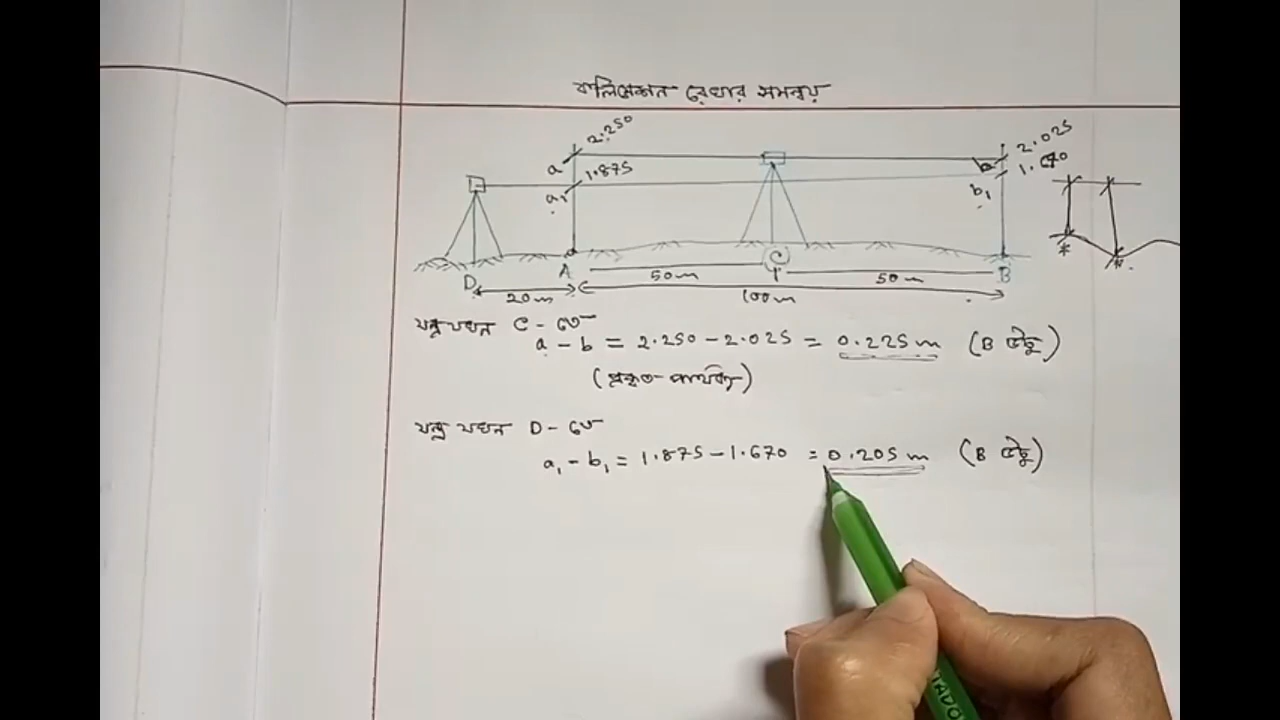 কলিমেশন রেখার সমন্বয়
2.250
2.025
a
1.875
b
1.670
a₁
b₁
D
A
C
B
50m
50m
20m
100m
যন্ত্র যখন C-তে
a - b = 2.250 - 2.025 = 0.225 m (B উঁচু)
(প্রকৃত পার্থক্য)
যন্ত্র যখন D-তে
a₁ - b₁ = 1.875 - 1.670 = 0.205 m (B উঁচু)